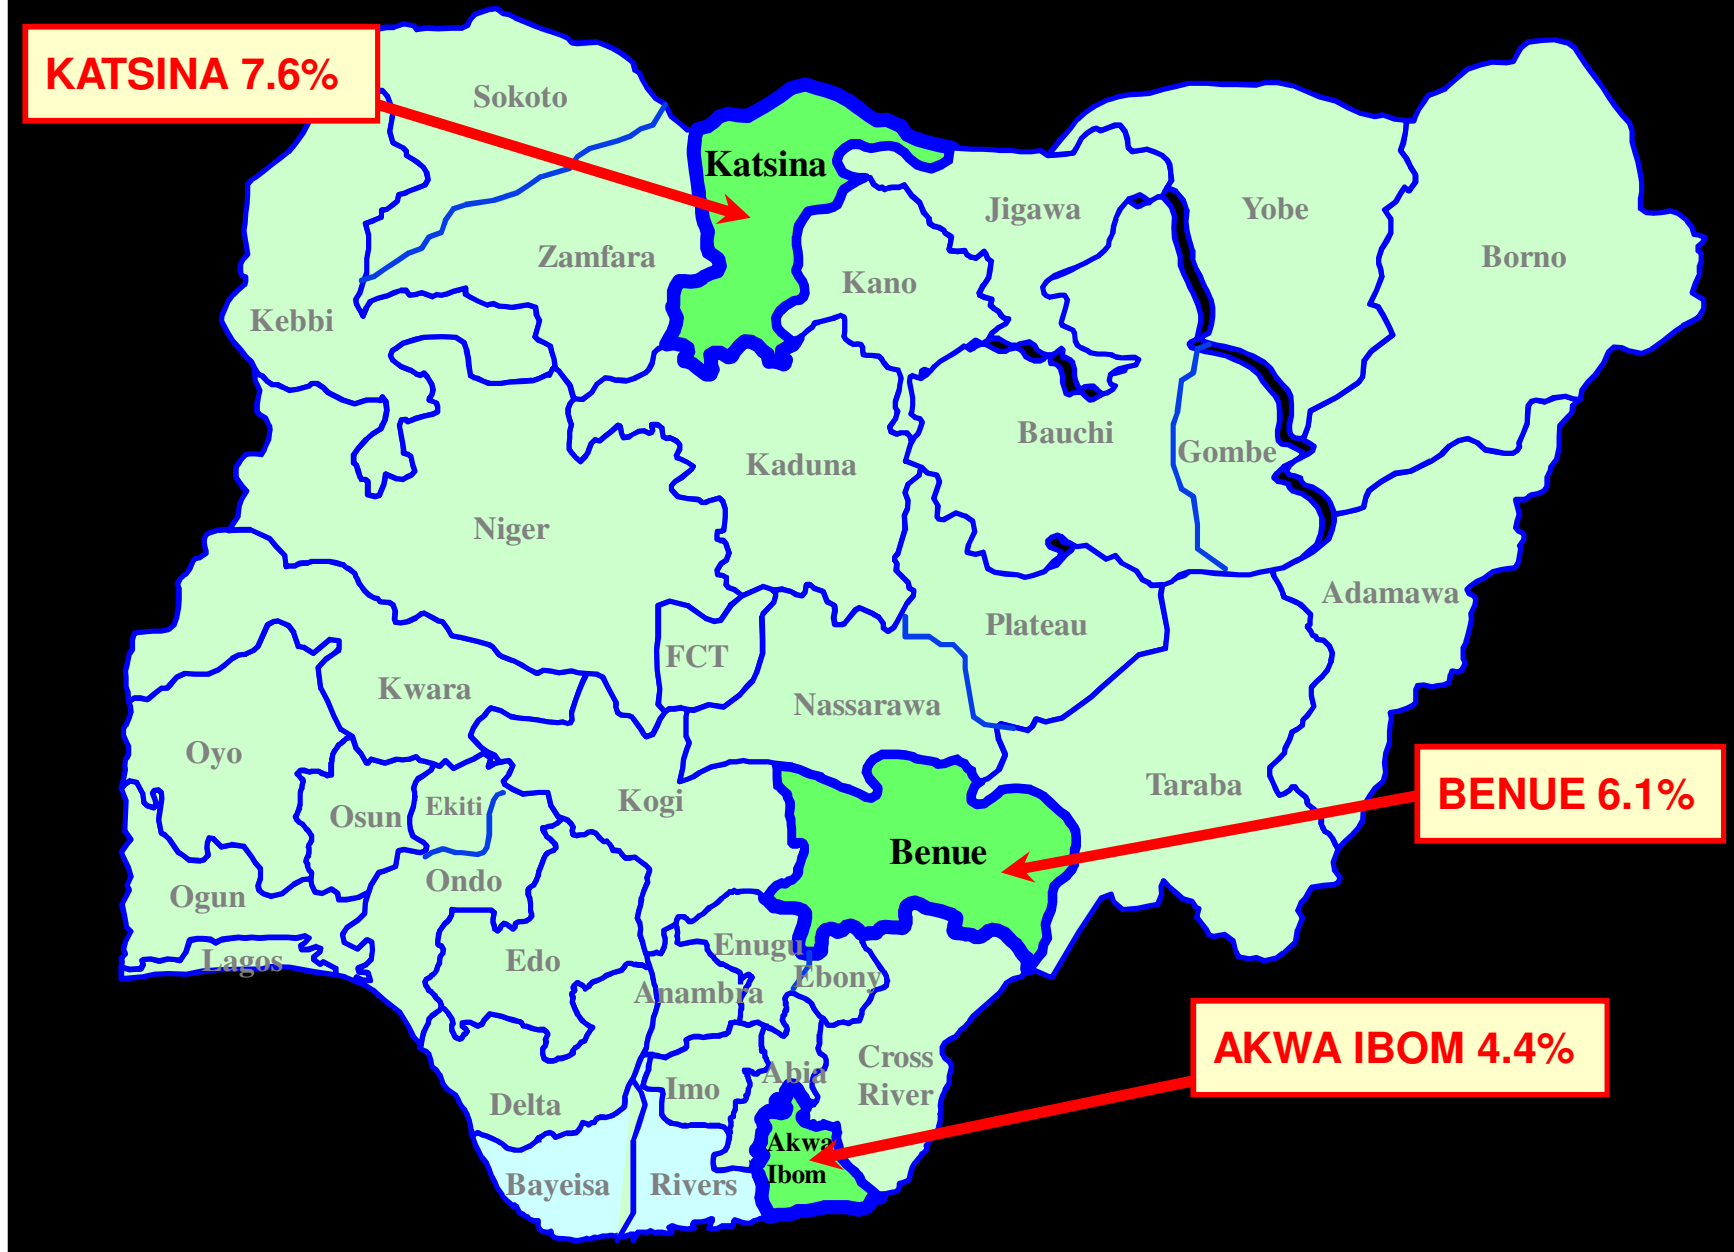 KATSINA 7.6%
Sokoto
Katsina
Jigawa
Yobe
Zamfara
Kano
Borno
Kebbi
Bauchi
Gombe
Kaduna
Niger
Adamawa
Plateau
FCT
Kwara
Nassarawa
Oyo
Taraba
BENUE 6.1%
Kogi
Ekiti
Osun
Benue
Ondo
Ogun
Enugu
Lagos
Edo
Ebony
Anambra
AKWA IBOM 4.4%
Cross
River
Abia
Imo
Delta
Akwa
Ibom
Bayeisa
Rivers